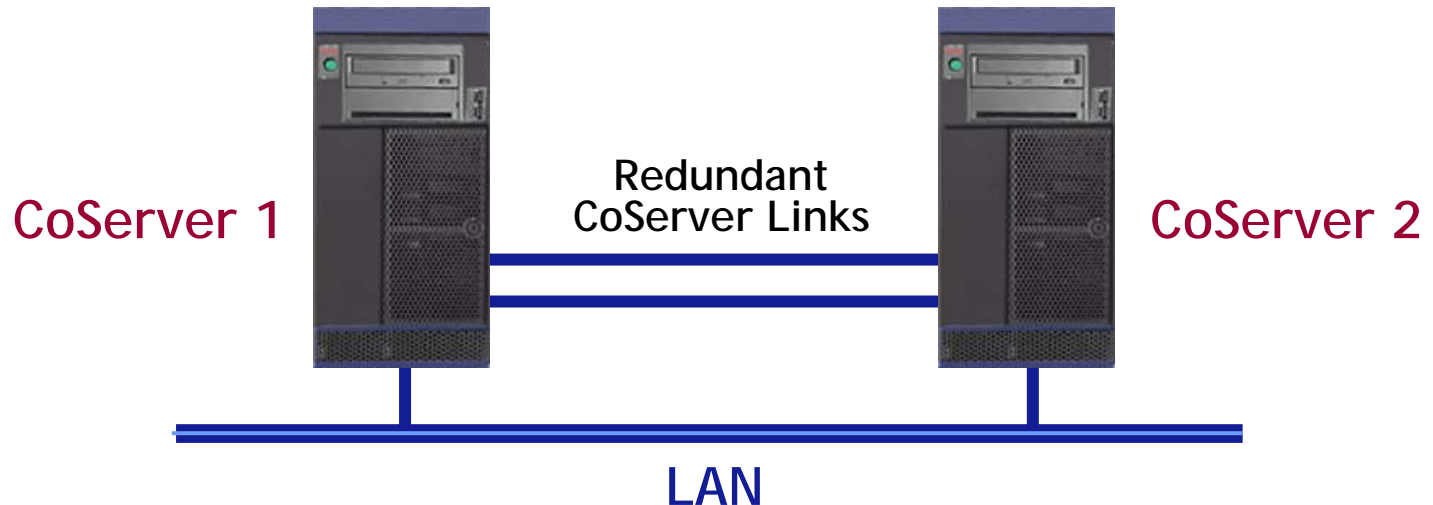 Redundant
CoServer Links
CoServer 1
CoServer 2
LAN